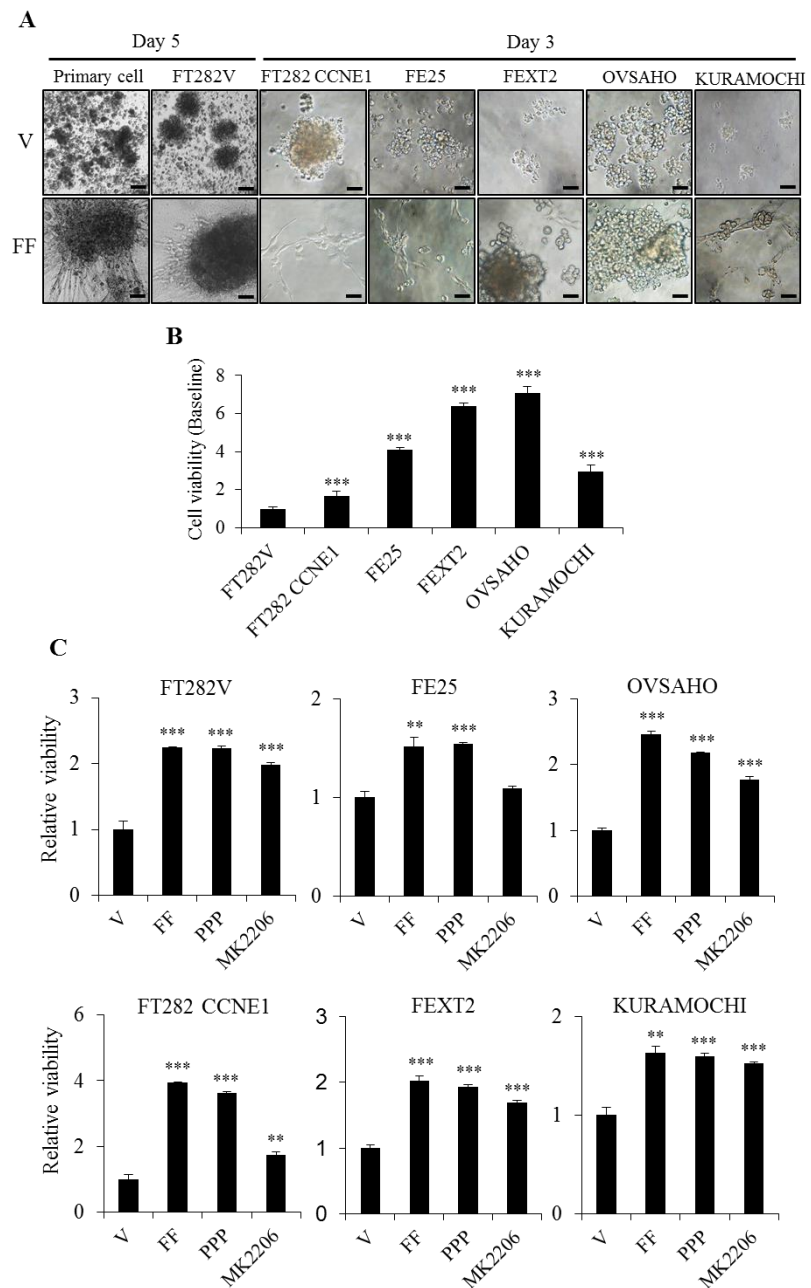 A
Day 5 Day 3
Primary cell FT282V FT282 CCNE1 FE25 FEXT2 OVSAHO KURAMOCHI
V
FF
B
Cell viability (Baseline)
8
6
4
2
0
*** *** *** *** ***
FT282V FT282 CCNE1 FE25 FEXT2 OVSAHO KURAMOCHI
C
FT282V
Relative viability
3
2
1
0
*** *** ***
V FF PPP MK2206
FE25
2
1
0
** ***
V FF PPP MK2206
OVSAHO
3
2
1
0
*** *** ***
V FF PPP MK2206
FT282 CCNE1
Relative viability
6
4
2
0
*** *** **
V FF PPP MK2206
FEXT2
3
2
1
0
*** *** ***
V FF PPP MK2206
KURAMOCHI
2
1
0
** *** ***
V FF PPP MK2206